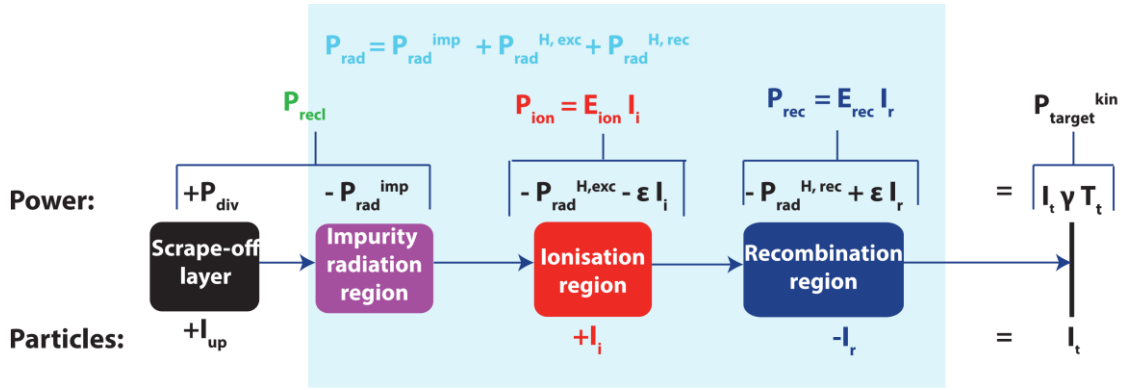 P_rad = P_rad^imp + P_rad^H, exc + P_rad^H, rec
P_recl
P_ion = E_ion I_i
P_rec = E_rec I_r
P_target^kin
Power:
+P_div
- P_rad^imp
- P_rad^H,exc - ε I_i
- P_rad^H, rec + ε I_r
=
I_t γ T_t
Scrape-off
layer
Impurity
radiation
region
Ionisation
region
Recombination
region
Particles:
+I_up
+I_i
-I_r
=
I_t